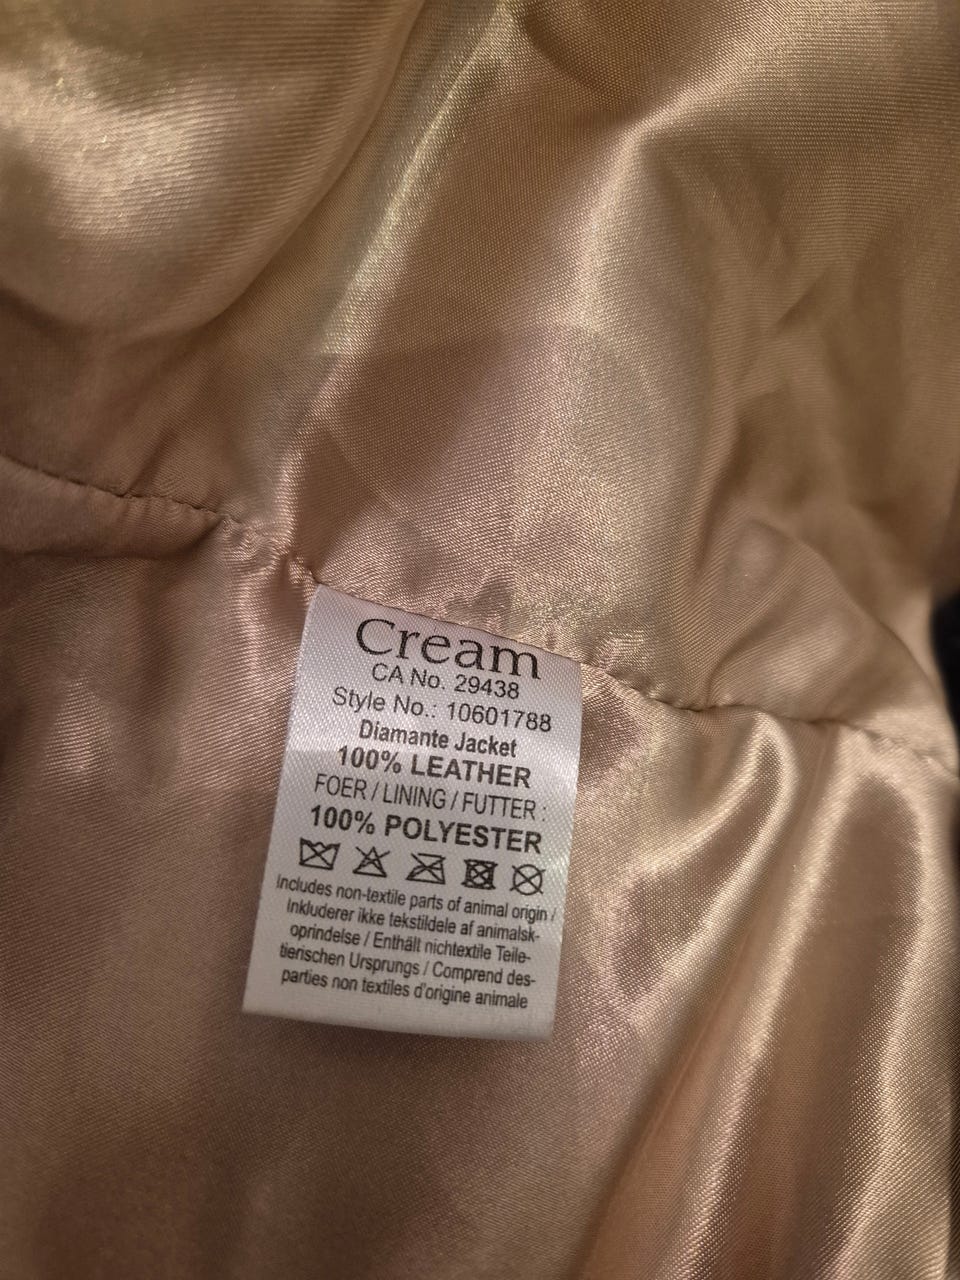 Cream
CA No. 29438
Style No.: 10601788
Diamante Jacket
100% LEATHER
FOER / LINING / FUTTER :
100% POLYESTER
Includes non-textile parts of animal origin /
Inkluderer ikke tekstildele af animalsk-
oprindelse / Enthält nichtextile Teile-
tierischen Ursprungs / Comprend des-
parties non textiles d'origine animale